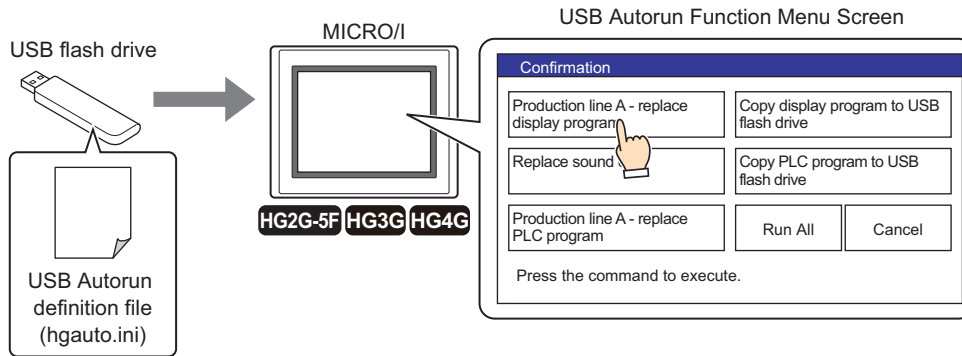 USB Autorun Function Menu Screen
MICRO/I
USB flash drive
Confirmation
Production line A - replace
display program
Copy display program to USB
flash drive
Replace sound
Copy PLC program to USB
flash drive
Production line A - replace
PLC program
Run All
Cancel
Press the command to execute.
HG2G-5F
HG3G
HG4G
USB Autorun
definition file
(hgauto.ini)